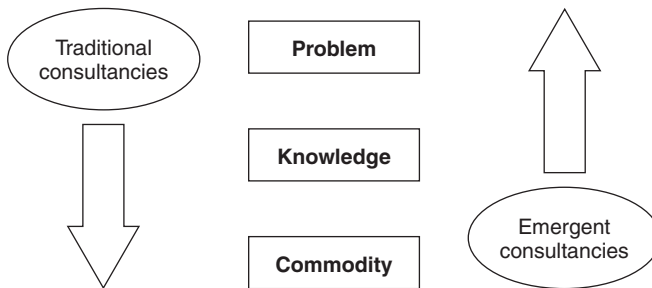 Traditional
consultancies
Problem
Knowledge
Commodity
Emergent
consultancies